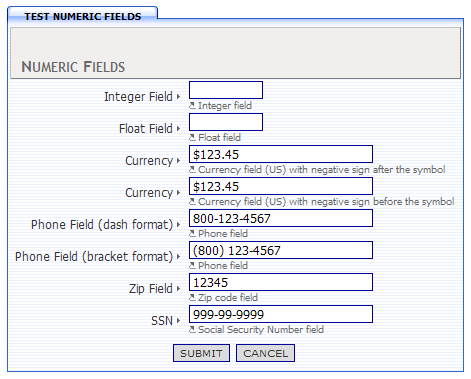 TEST NUMERIC FIELDS
NUMERIC FIELDS
Integer Field
Integer field
Float Field
Float field
Currency $123.45
Currency field (US) with negative sign after the symbol
Currency $123.45
Currency field (US) with negative sign before the symbol
Phone Field (dash format) 800-123-4567
Phone field
Phone Field (bracket format) (800) 123-4567
Phone field
Zip Field 12345
Zip code field
SSN 999-99-9999
Social Security Number field
SUBMIT CANCEL